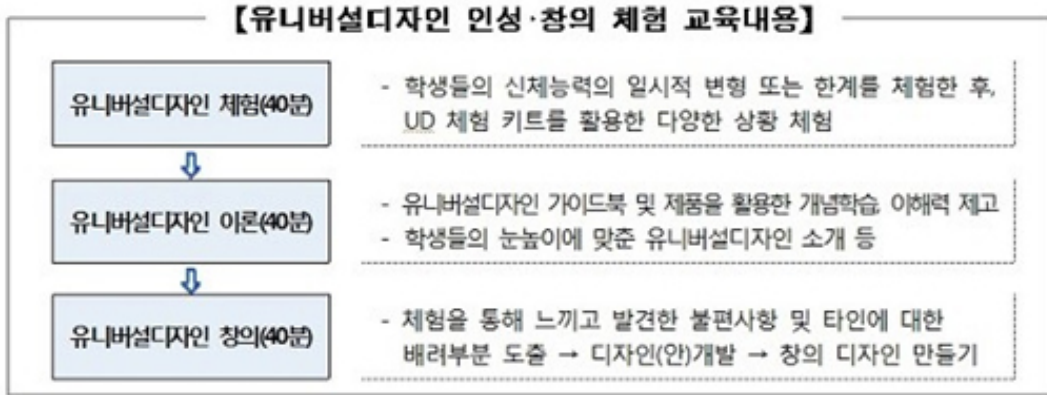 【유니버설디자인 인성·창의 체험 교육내용】
유니버설디자인 체험(40분)
- 학생들의 신체능력의 일시적 변형 또는 한계를 체험한 후,
UD 체험 키트를 활용한 다양한 상황 체험
유니버설디자인 이론(40분)
- 유니버설디자인 가이드북 및 제품을 활용한 개념학습, 이해력 제고
- 학생들의 눈높이에 맞춘 유니버설디자인 소개 등
유니버설디자인 창의(40분)
- 체험을 통해 느끼고 발견한 불편사항 및 타인에 대한
배려부분 도출 → 디자인(안)개발 → 창의 디자인 만들기